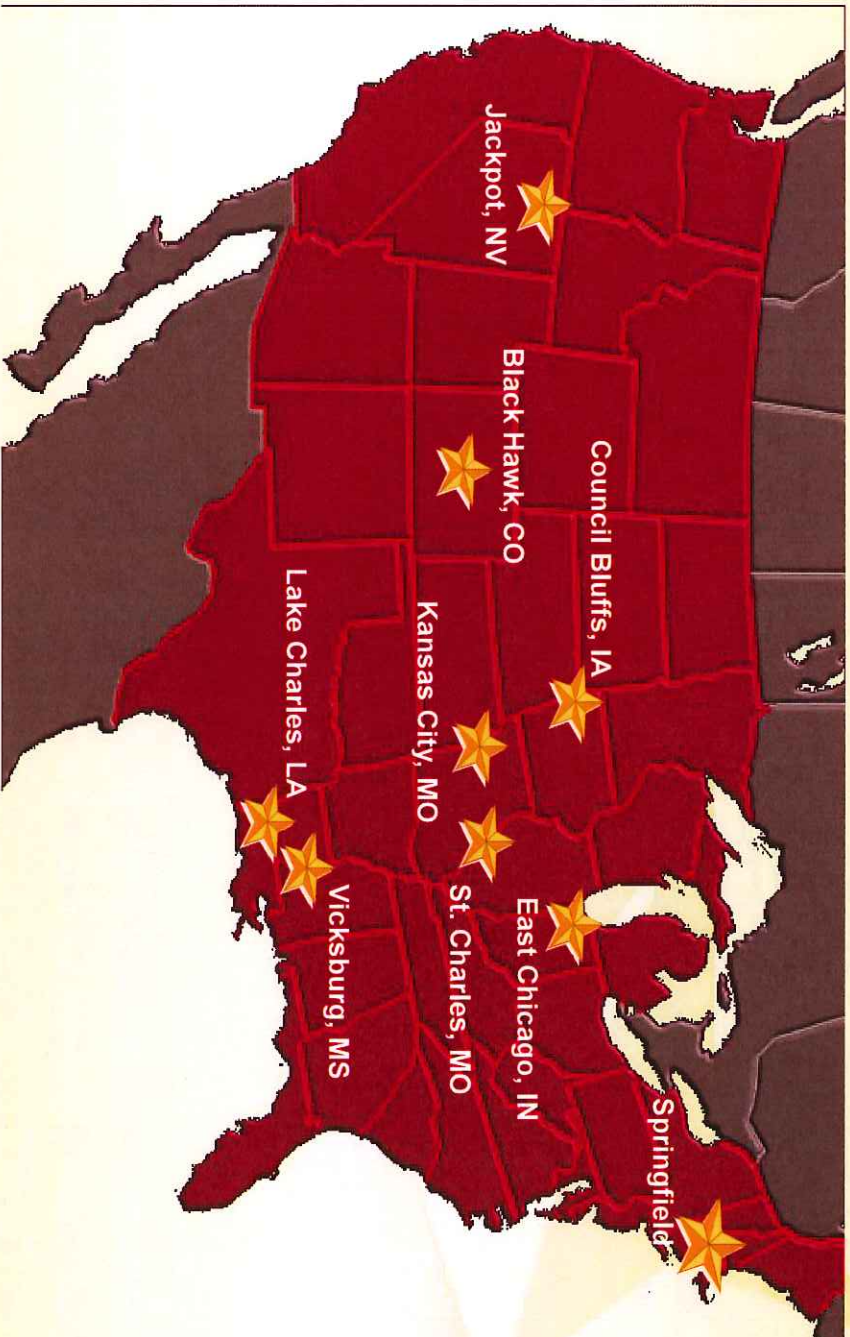 Springfield
Council Bluffs, IA
East Chicago, IN
Jackpot, NV
Black Hawk, CO
Kansas City, MO
St. Charles, MO
Lake Charles, LA
Vicksburg, MS